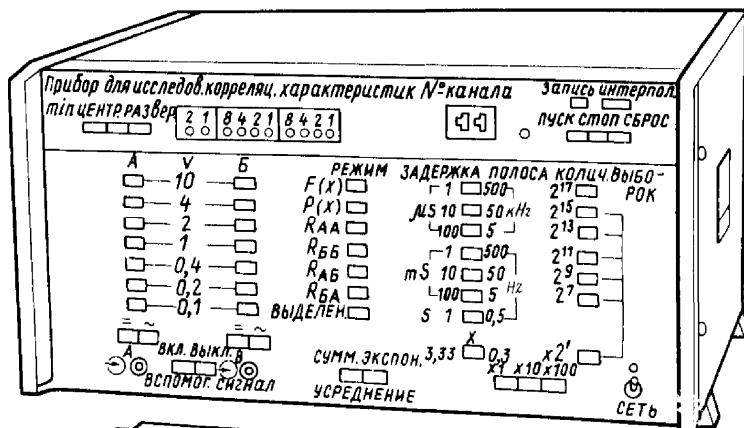 Прибор для исследов. корреляц. характеристик № канала
Запись интерпол.
min ЦЕНТР. РАЗВЕР.
2 1 8 4 2 1 8 4 2 1
ПУСК СТОП СБРОС
А V Б
РЕЖИМ ЗАДЕРЖКА ПОЛОСА КОЛИЧ. ВЫБО-
РОК
10 F(x) 1 500 2¹⁷
4 P(x) μS 10 50 кHz 2¹⁵
2 RАА 100 5 2¹³
1 RББ 1 500 2¹¹
0,4 RАБ mS 10 50 2⁹
0,2 RБА 100 5 Hz 2⁷
0,1 ВЫДЕЛЕН. S 1 0,5
= ~ = ~
А ВКЛ. ВЫКЛ. В
ВСПОМОГ. СИГНАЛ
СУММ. ЭКСПОН.
УСРЕДНЕНИЕ
x
3,33 0,3 x2¹
x1 x10 x100
СЕТЬ